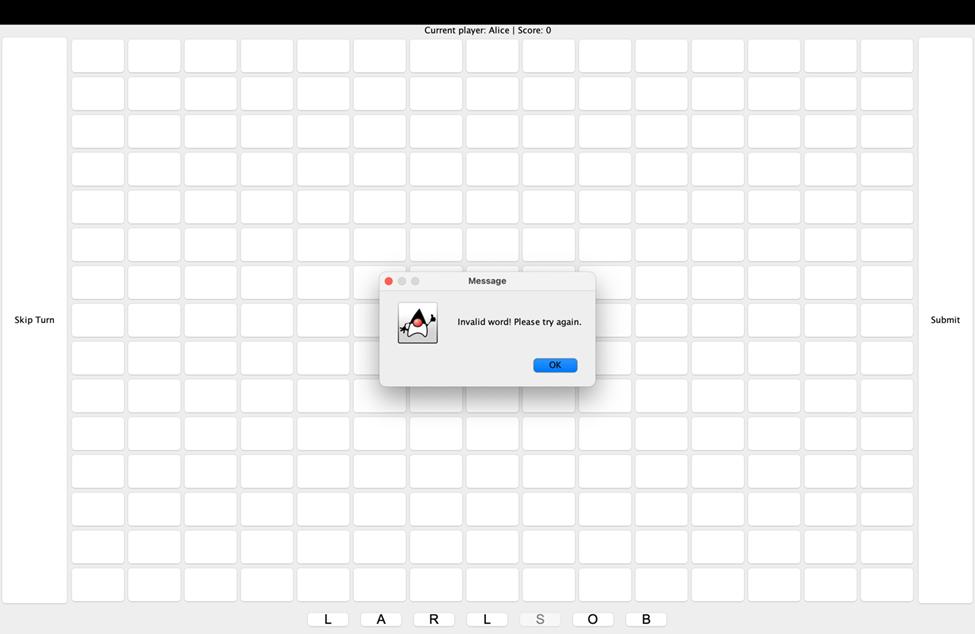 Current player: Alice | Score: 0
Message
Skip Turn
Invalid word! Please try again.
Submit
OK
L A R L S O B